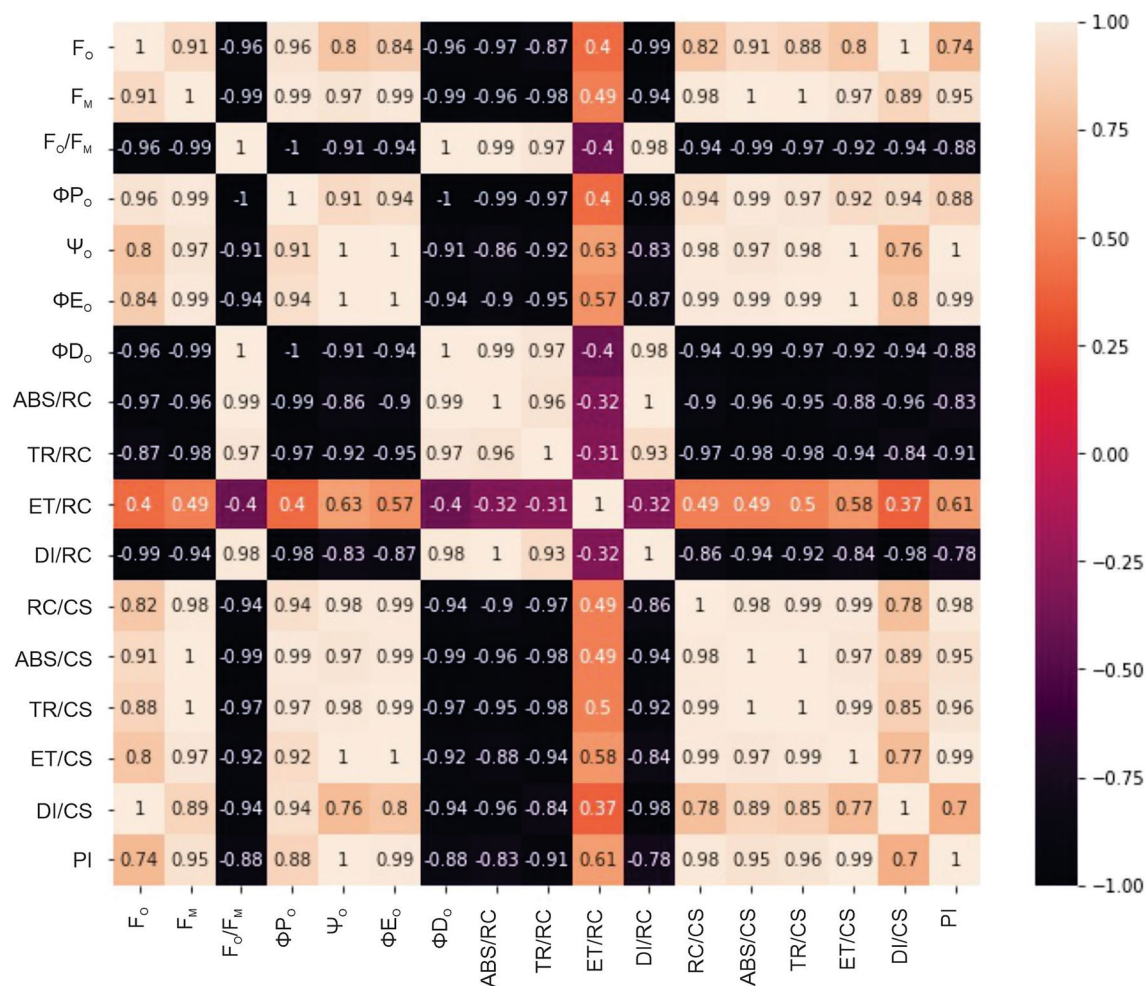 Fₒ 1 0.91 -0.96 0.96 0.8 0.84 -0.96 -0.97 -0.87 0.4 -0.99 0.82 0.91 0.88 0.8 1 0.74 1.00
Fₘ 0.91 1 -0.99 0.99 0.97 0.99 -0.99 -0.96 -0.98 0.49 -0.94 0.98 1 1 0.97 0.89 0.95
Fₒ/Fₘ -0.96 -0.99 1 -1 -0.91 -0.94 1 0.99 0.97 -0.4 0.98 -0.94 -0.99 -0.97 -0.92 -0.94 -0.88 0.75
ΦPₒ 0.96 0.99 -1 1 0.91 0.94 -1 -0.99 -0.97 0.4 -0.98 0.94 0.99 0.97 0.92 0.94 0.88
Ψₒ 0.8 0.97 -0.91 0.91 1 1 -0.91 -0.86 -0.92 0.63 -0.83 0.98 0.97 0.98 1 0.76 1 0.50
ΦEₒ 0.84 0.99 -0.94 0.94 1 1 -0.94 -0.9 -0.95 0.57 -0.87 0.99 0.99 0.99 1 0.8 0.99
ΦDₒ -0.96 -0.99 1 -1 -0.91 -0.94 1 0.99 0.97 -0.4 0.98 -0.94 -0.99 -0.97 -0.92 -0.94 -0.88 0.25
ABS/RC -0.97 -0.96 0.99 -0.99 -0.86 -0.9 0.99 1 0.96 -0.32 1 -0.9 -0.96 -0.95 -0.88 -0.96 -0.83
TR/RC -0.87 -0.98 0.97 -0.97 -0.92 -0.95 0.97 0.96 1 -0.31 0.93 -0.97 -0.98 -0.98 -0.94 -0.84 -0.91 0.00
ET/RC 0.4 0.49 -0.4 0.4 0.63 0.57 -0.4 -0.32 -0.31 1 -0.32 0.49 0.49 0.5 0.58 0.37 0.61
DI/RC -0.99 -0.94 0.98 -0.98 -0.83 -0.87 0.98 1 0.93 -0.32 1 -0.86 -0.94 -0.92 -0.84 -0.98 -0.78 −0.25
RC/CS 0.82 0.98 -0.94 0.94 0.98 0.99 -0.94 -0.9 -0.97 0.49 -0.86 1 0.98 0.99 0.99 0.78 0.98
ABS/CS 0.91 1 -0.99 0.99 0.97 0.99 -0.99 -0.96 -0.98 0.49 -0.94 0.98 1 1 0.97 0.89 0.95 −0.50
TR/CS 0.88 1 -0.97 0.97 0.98 0.99 -0.97 -0.95 -0.98 0.5 -0.92 0.99 1 1 0.99 0.85 0.96
ET/CS 0.8 0.97 -0.92 0.92 1 1 -0.92 -0.88 -0.94 0.58 -0.84 0.99 0.97 0.99 1 0.77 0.99 −0.75
DI/CS 1 0.89 -0.94 0.94 0.76 0.8 -0.94 -0.96 -0.84 0.37 -0.98 0.78 0.89 0.85 0.77 1 0.7
PI 0.74 0.95 -0.88 0.88 1 0.99 -0.88 -0.83 -0.91 0.61 -0.78 0.98 0.95 0.96 0.99 0.7 1 −1.00
Fₒ Fₘ Fₒ/Fₘ ΦPₒ Ψₒ ΦEₒ ΦDₒ ABS/RC TR/RC ET/RC DI/RC RC/CS ABS/CS TR/CS ET/CS DI/CS PI